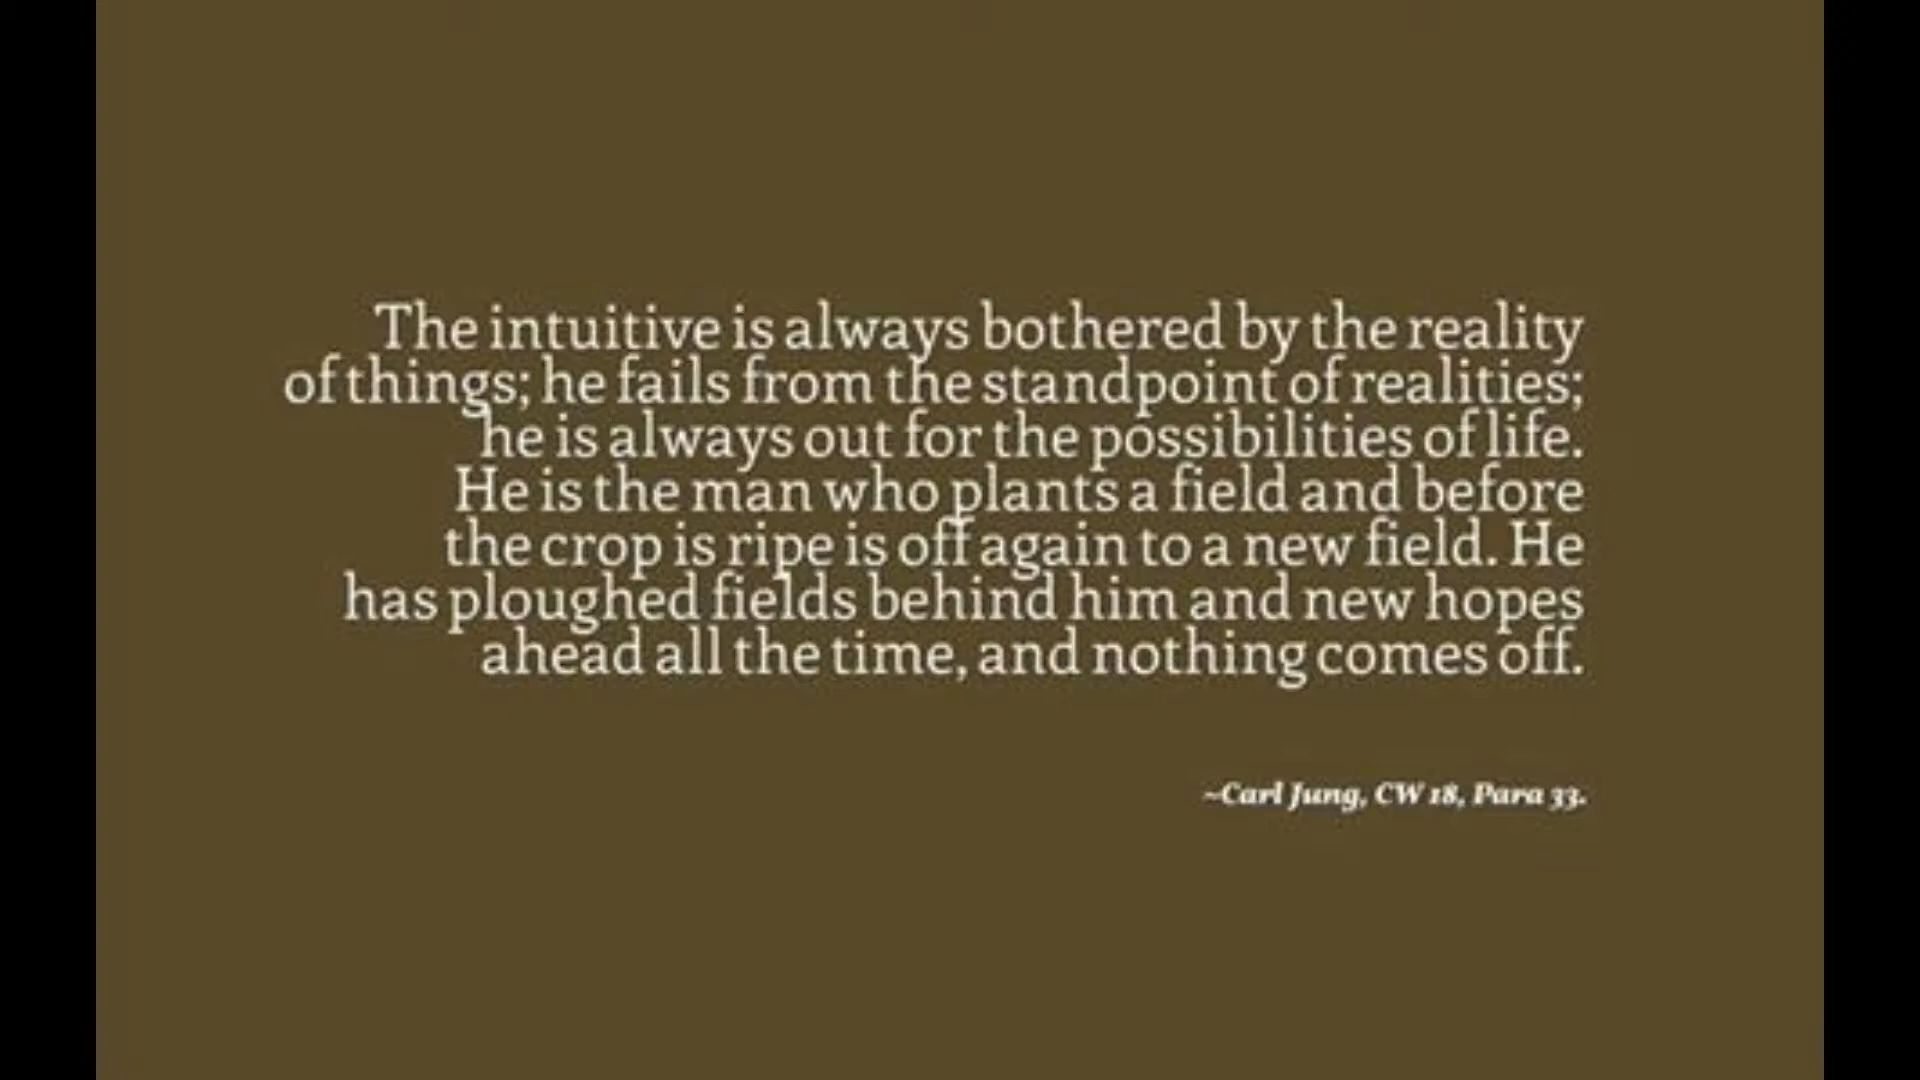 The intuitive is always bothered by the reality
of things; he fails from the standpoint of realities;
he is always out for the possibilities of life.
He is the man who plants a field and before
the crop is ripe is off again to a new field. He
has ploughed fields behind him and new hopes
ahead all the time, and nothing comes off.
~Carl Jung, CW 18, Para 33.